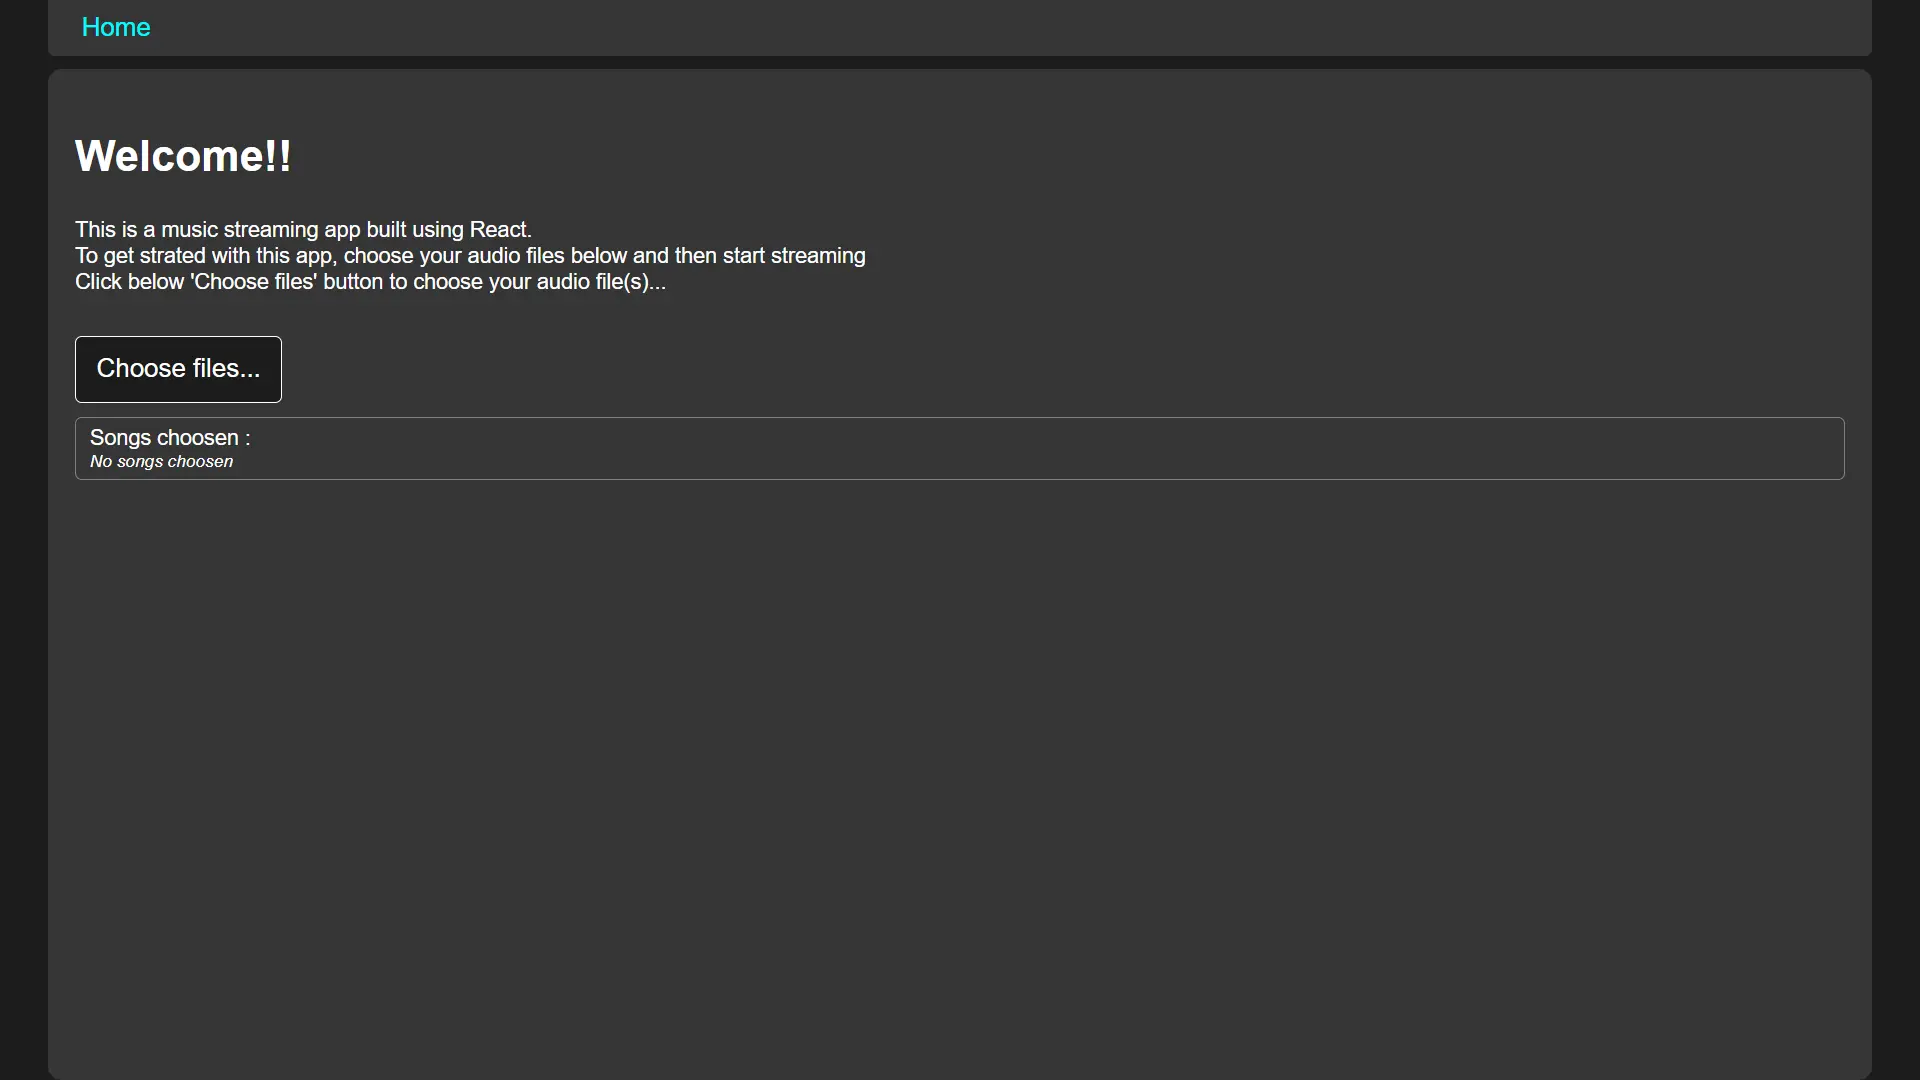 Home
Welcome!!
This is a music streaming app built using React.
To get strated with this app, choose your audio files below and then start streaming
Click below 'Choose files' button to choose your audio file(s)...
Choose files...
Songs choosen :
No songs choosen